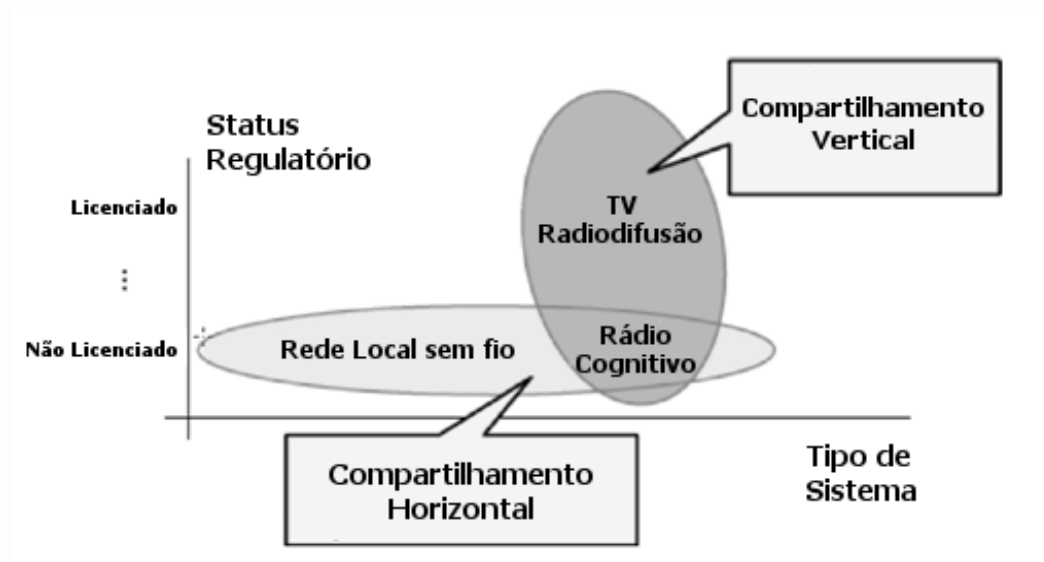 Status
Regulatório
Compartilhamento
Vertical
Licenciado
TV
Radiodifusão
...
Não Licenciado
Rede Local sem fio
Rádio
Cognitivo
Compartilhamento
Horizontal
Tipo de
Sistema